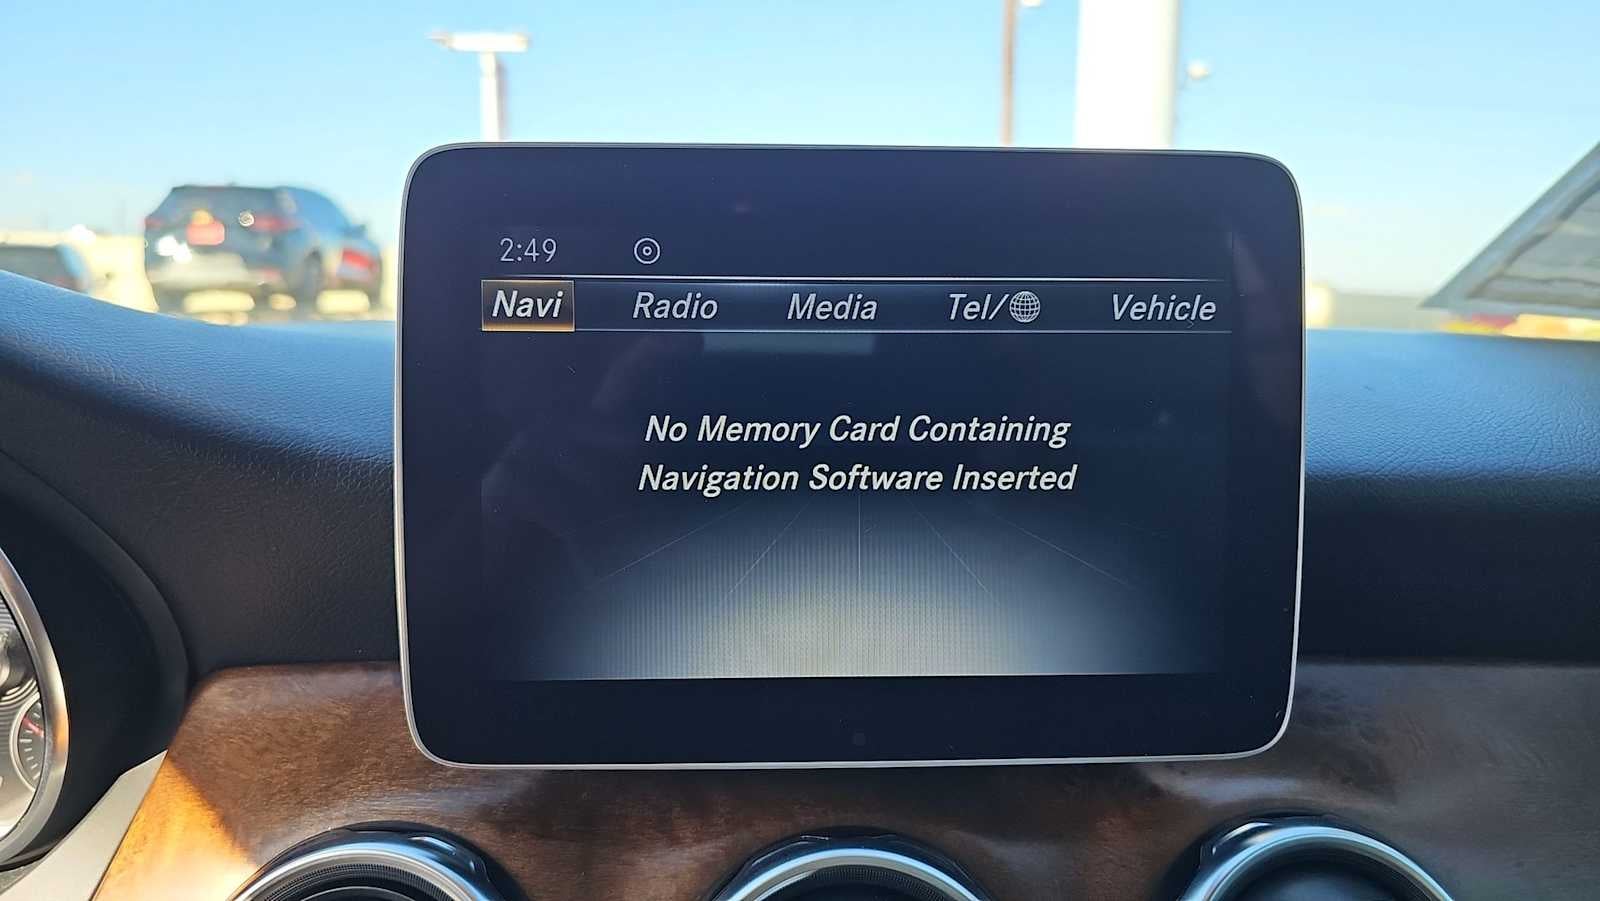 2:49
Navi Radio Media Tel/ Vehicle
No Memory Card Containing
Navigation Software Inserted